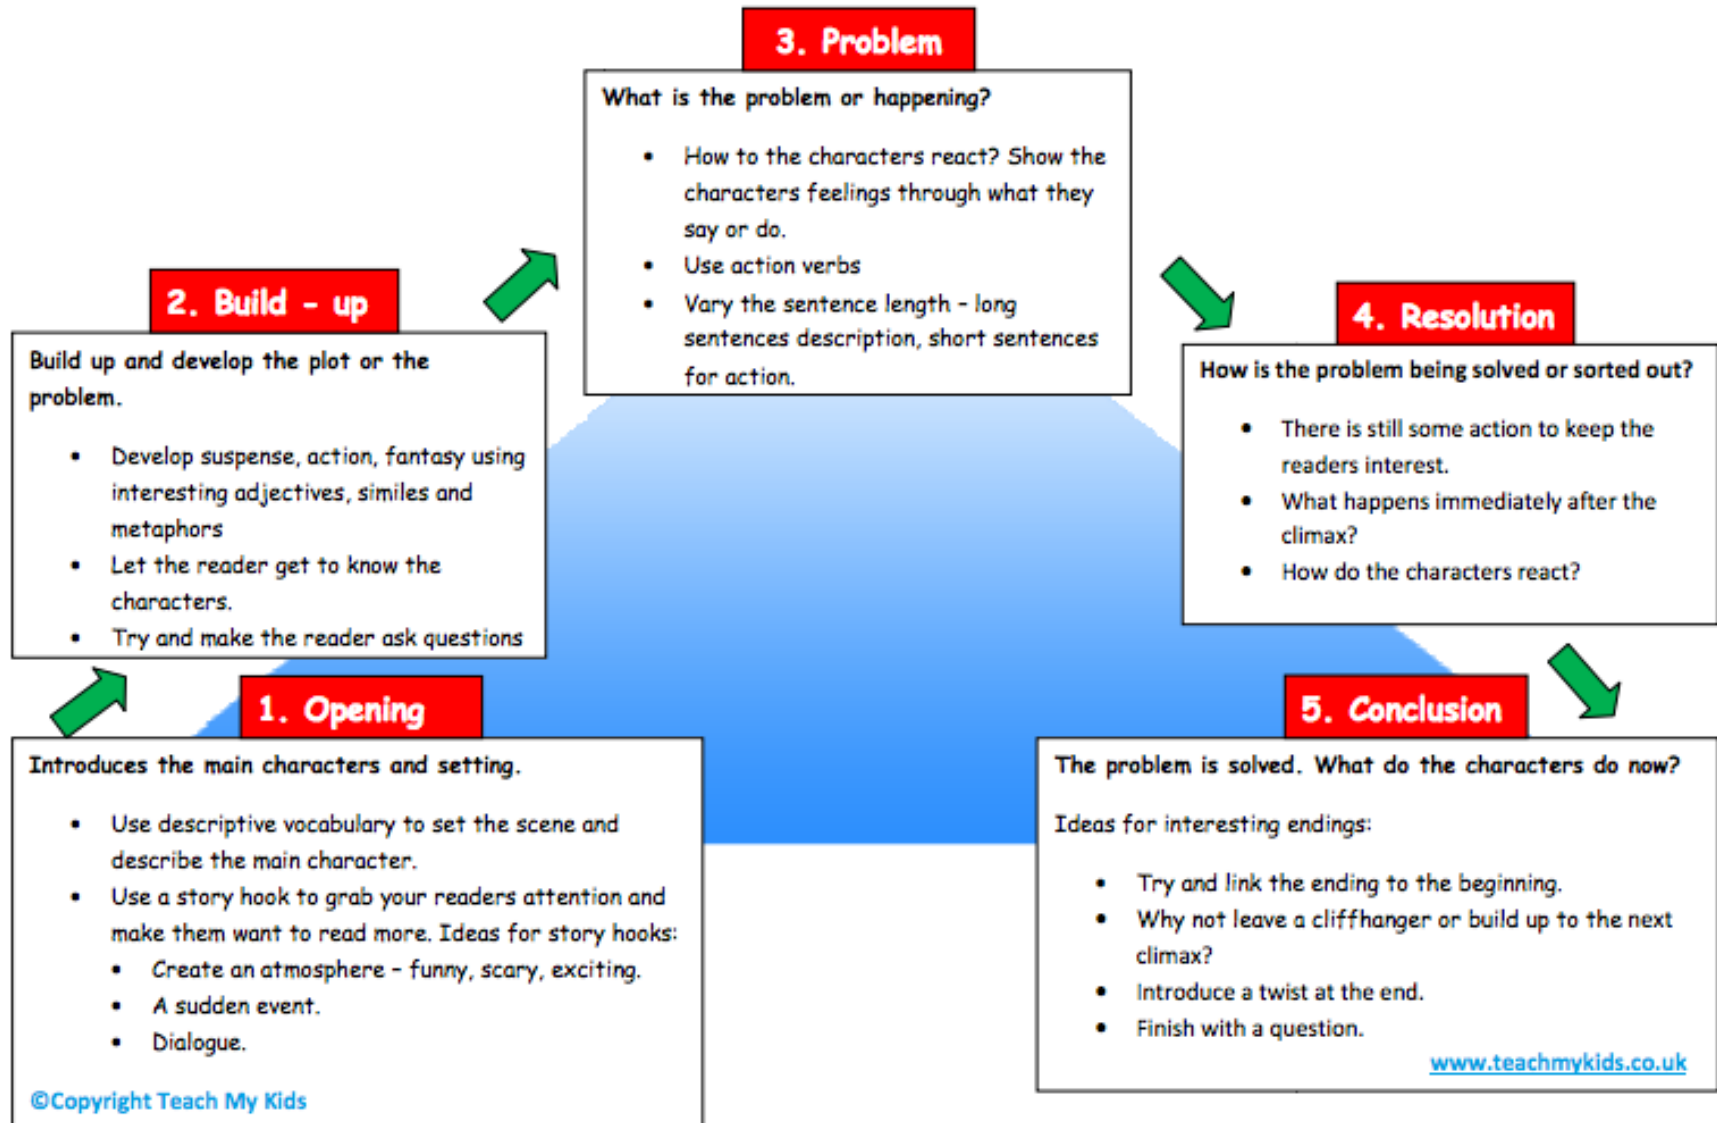 3. Problem
What is the problem or happening?
• How to the characters react? Show the
characters feelings through what they
say or do.
• Use action verbs
• Vary the sentence length – long
sentences description, short sentences
for action.
2. Build - up
Build up and develop the plot or the
problem.
• Develop suspense, action, fantasy using
interesting adjectives, similes and
metaphors
• Let the reader get to know the
characters.
• Try and make the reader ask questions
4. Resolution
How is the problem being solved or sorted out?
• There is still some action to keep the
readers interest.
• What happens immediately after the
climax?
• How do the characters react?
1. Opening
Introduces the main characters and setting.
• Use descriptive vocabulary to set the scene and
describe the main character.
• Use a story hook to grab your readers attention and
make them want to read more. Ideas for story hooks:
• Create an atmosphere – funny, scary, exciting.
• A sudden event.
• Dialogue.
©Copyright Teach My Kids
5. Conclusion
The problem is solved. What do the characters do now?
Ideas for interesting endings:
• Try and link the ending to the beginning.
• Why not leave a cliffhanger or build up to the next
climax?
• Introduce a twist at the end.
• Finish with a question.
www.teachmykids.co.uk